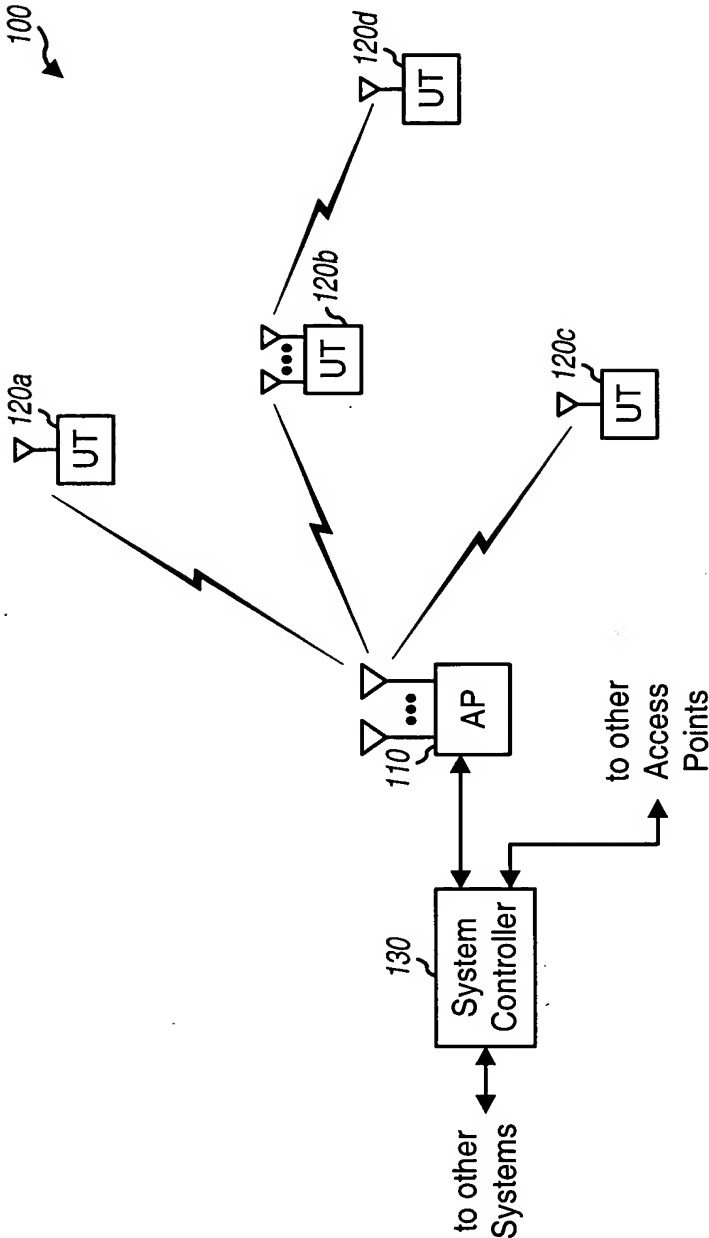 100
120a
UT
120b
UT
120d
UT
120c
UT
110
AP
130
System
Controller
to other
Access
Points
to other
Systems